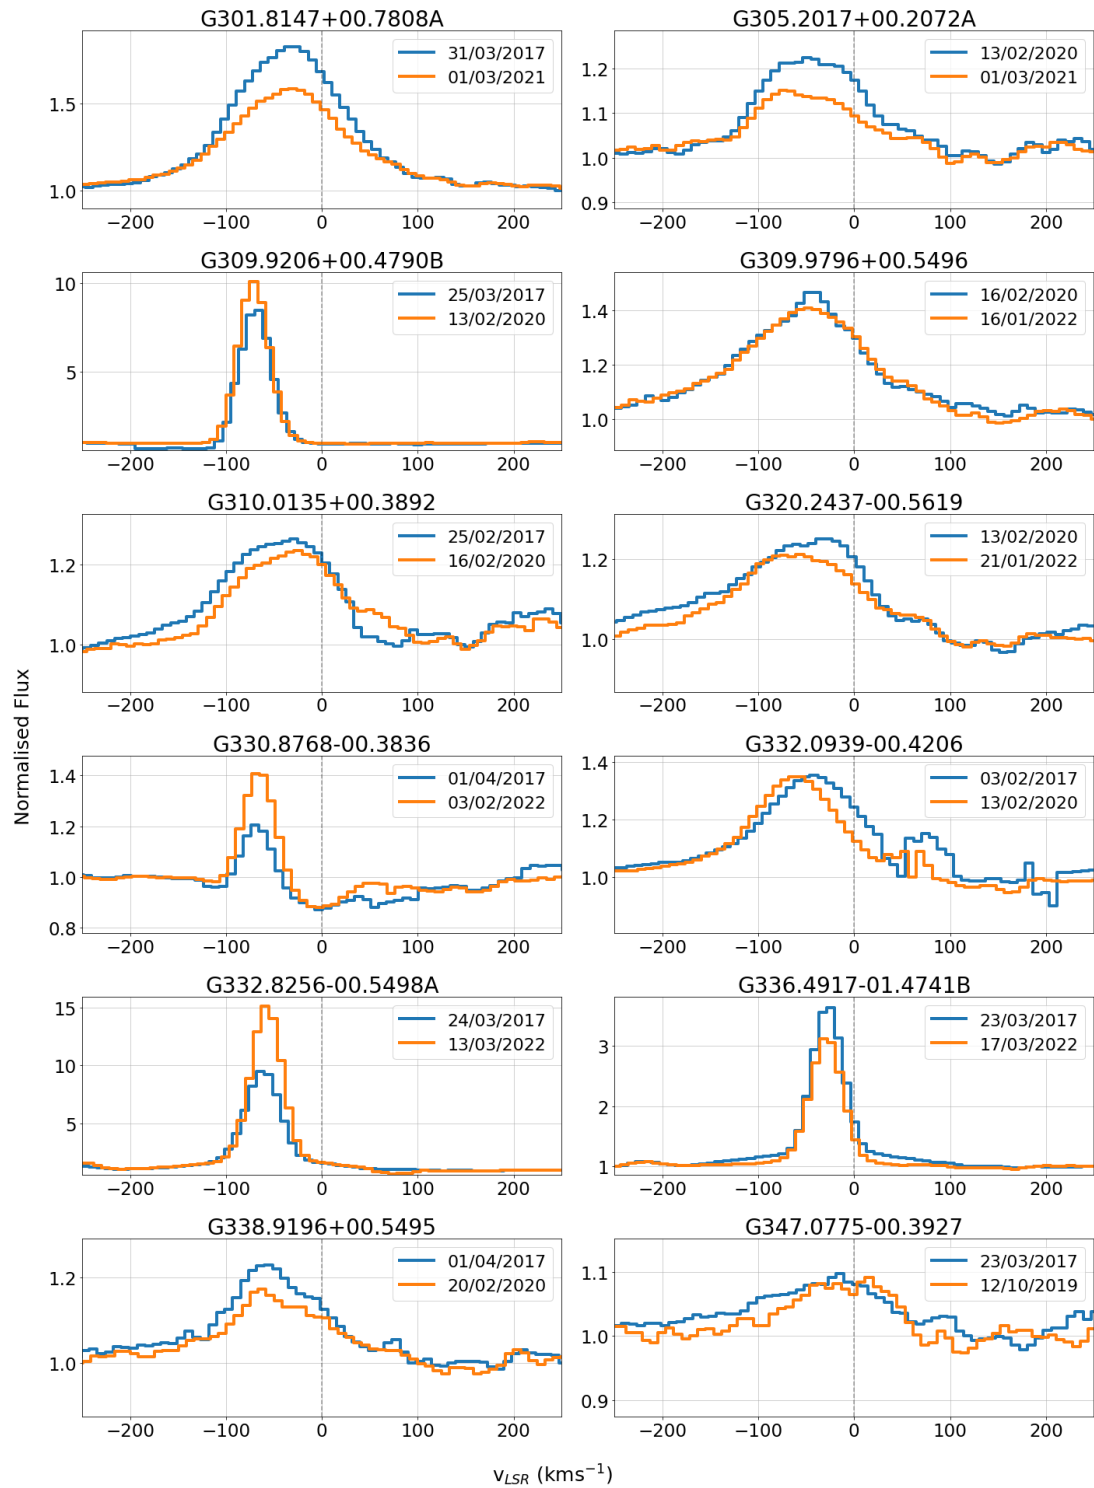 G301.8147+00.7808A
31/03/2017
01/03/2021
1.5
1.0
−200 −100 0 100 200
G305.2017+00.2072A
13/02/2020
01/03/2021
1.2
1.1
1.0
0.9
−200 −100 0 100 200
G309.9206+00.4790B
25/03/2017
13/02/2020
10
5
−200 −100 0 100 200
G309.9796+00.5496
16/02/2020
16/01/2022
1.4
1.2
1.0
−200 −100 0 100 200
G310.0135+00.3892
25/02/2017
16/02/2020
1.2
1.0
−200 −100 0 100 200
G320.2437-00.5619
13/02/2020
21/01/2022
1.2
1.0
−200 −100 0 100 200
Normalised Flux
G330.8768-00.3836
01/04/2017
03/02/2022
1.4
1.2
1.0
0.8
−200 −100 0 100 200
G332.0939-00.4206
03/02/2017
13/02/2020
1.4
1.2
1.0
−200 −100 0 100 200
G332.8256-00.5498A
24/03/2017
13/03/2022
15
10
5
−200 −100 0 100 200
G336.4917-01.4741B
23/03/2017
17/03/2022
3
2
1
−200 −100 0 100 200
G338.9196+00.5495
01/04/2017
20/02/2020
1.2
1.0
−200 −100 0 100 200
G347.0775-00.3927
23/03/2017
12/10/2019
1.1
1.0
0.9
−200 −100 0 100 200
v$_{LSR}$ (kms$^{−1}$)